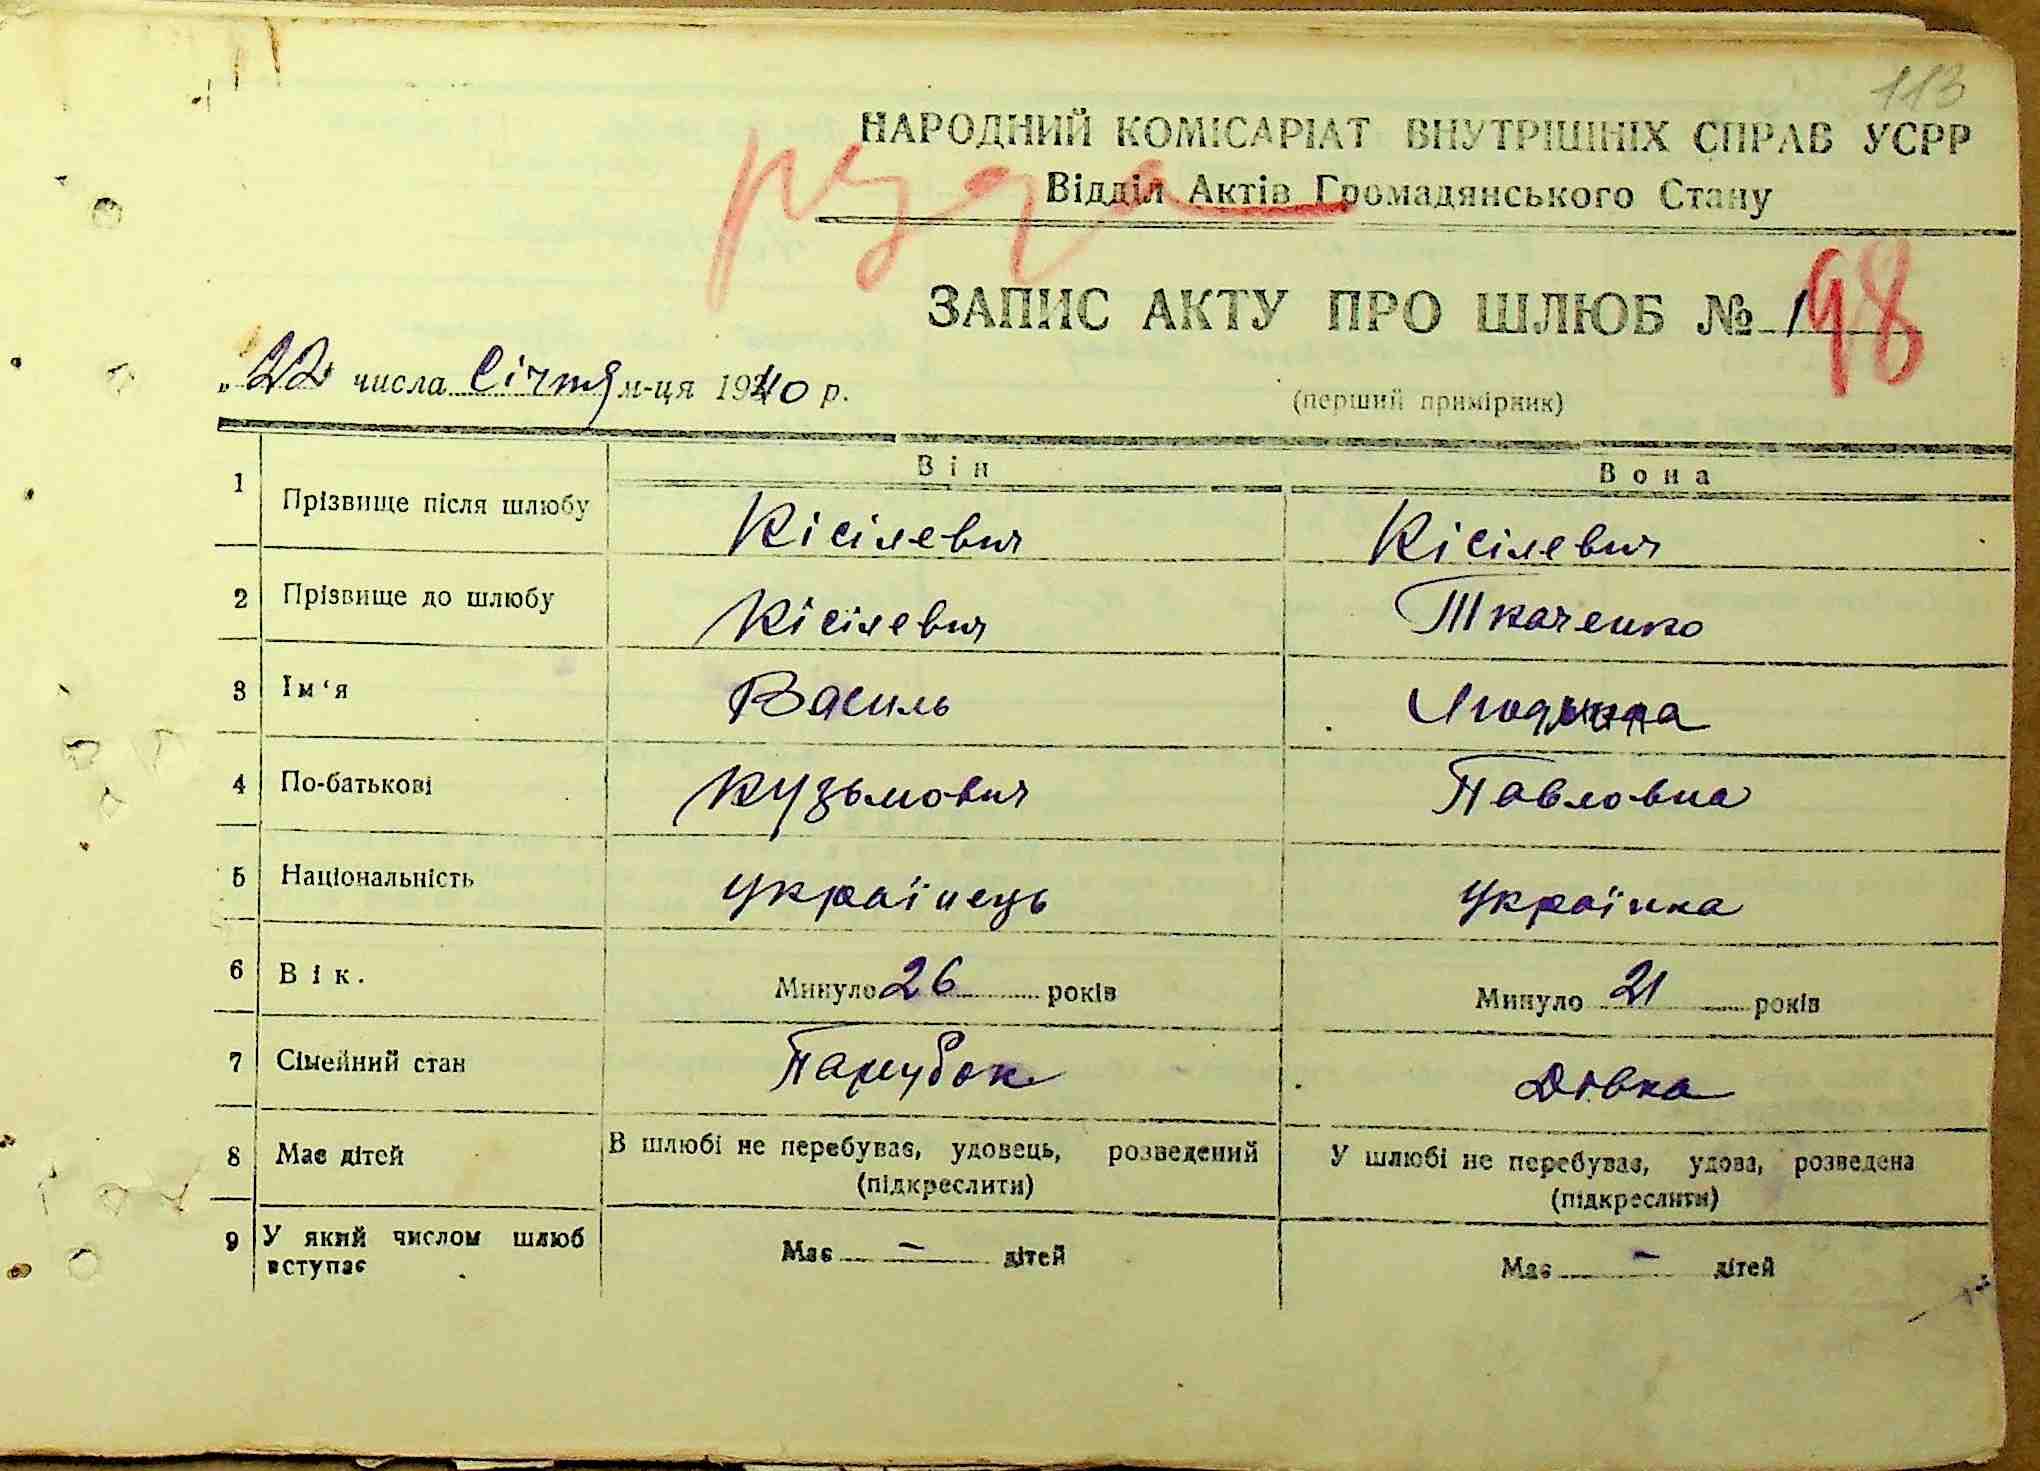 113
НАРОДНИЙ КОМІСАРІАТ ВНУТРІШНІХ СПРАВ УСРР
Руда
Відділ Актів Громадянського Стану
ЗАПИС АКТУ ПРО ШЛЮБ № 1 98
„22" числа Січня м-ця 1940 р.
(перший примірник)
Він Вона
1 Прізвище після шлюбу Кісілевич Кісілевич
2 Прізвище до шлюбу Кісілевич Ткаченко
3 Ім‘я Василь
4 По-батькові Кузьмович Павловна
5 Національність українець українка
6 Вік. Минуло 26 років Минуло 21 років
7 Сімейний стан Парубок Дівка
8 Має дітей В шлюбі не перебуває, удовець, розведений У шлюбі не перебуває, удова, розведена
(підкреслити) (підкреслити)
9 У який числом шлюб Має – дітей Має – дітей
вступає